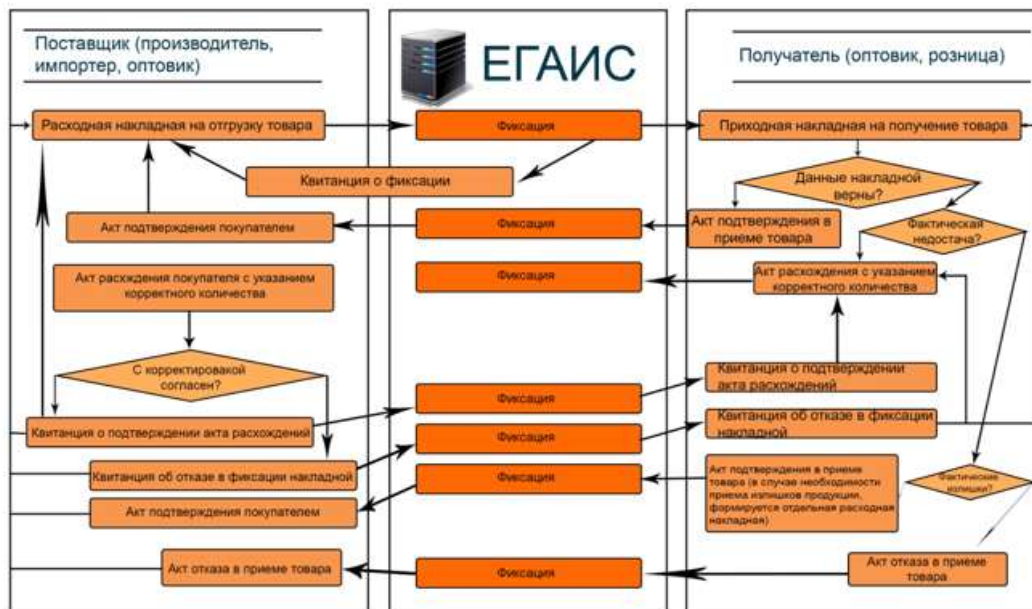 Поставщик (производитель,
импортер, оптовик)
ЕГАИС
Получатель (оптовик, розница)
Расходная накладная на отгрузку товара
Фиксация
Приходная накладная на получение товара
Квитанция о фиксации
Данные накладной
верны?
Акт подтверждения покупателем
Фиксация
Акт подтверждения в
приеме товара
Фактическая
недостача?
Акт расхждения покупателя с указанием
корректного количества
Фиксация
Акт расхождения с указанием
корректного количества
С корректировакой
согласен?
Фиксация
Квитанция о подтверждении
акта расхождений
Квитанция о подтверждении акта расхождений
Фиксация
Квитанция об отказе в фиксации
накладной
Квитанция об отказе в фиксации накладной
Фиксация
Акт подтверждения в приеме
товара (в случае необходимости
приема излишков продукции,
формируется отдельная расходная
накладная)
Фактические
излишки?
Акт подтверждения покупателем
Акт отказа в приеме товара
Фиксация
Акт отказа в приеме
товара